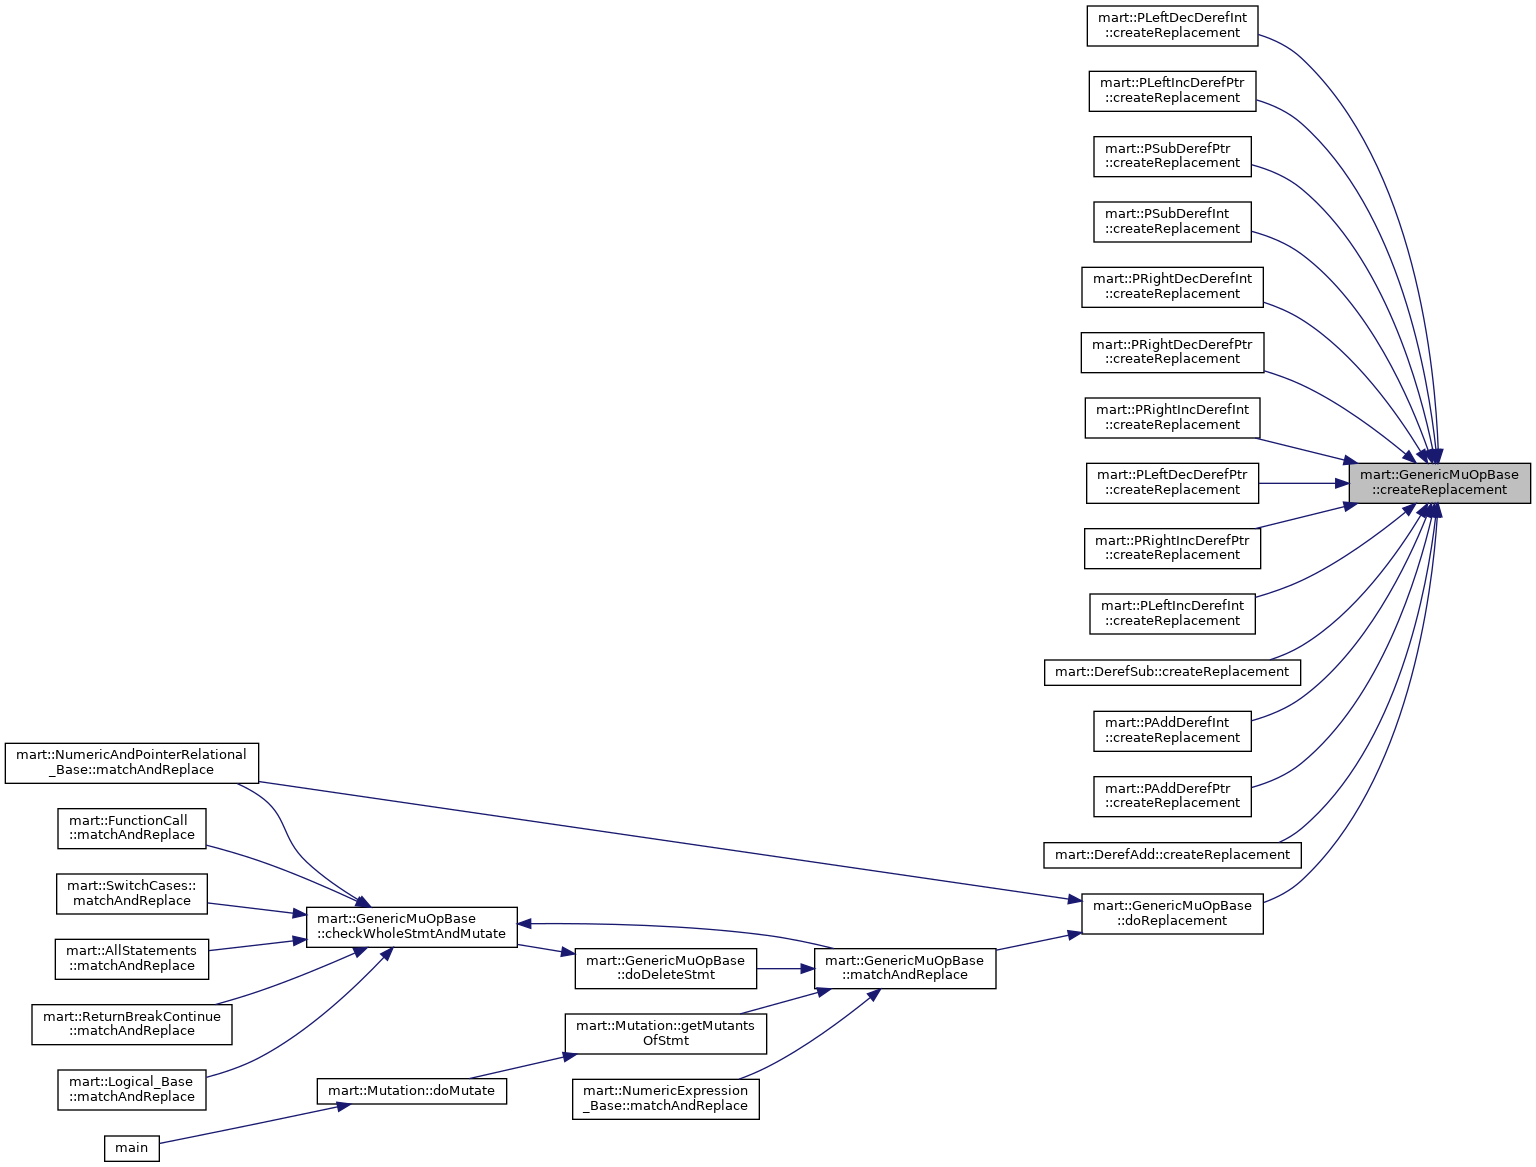 mart::PLeftDecDerefInt
::createReplacement
mart::PLeftIncDerefPtr
::createReplacement
mart::PSubDerefPtr
::createReplacement
mart::PSubDerefInt
::createReplacement
mart::PRightDecDerefInt
::createReplacement
mart::PRightDecDerefPtr
::createReplacement
mart::PRightIncDerefInt
::createReplacement
mart::PLeftDecDerefPtr
::createReplacement
mart::GenericMuOpBase
::createReplacement
mart::PRightIncDerefPtr
::createReplacement
mart::PLeftIncDerefInt
::createReplacement
mart::DerefSub::createReplacement
mart::PAddDerefInt
::createReplacement
mart::PAddDerefPtr
::createReplacement
mart::DerefAdd::createReplacement
mart::GenericMuOpBase
::doReplacement
mart::NumericAndPointerRelational
_Base::matchAndReplace
mart::FunctionCall
::matchAndReplace
mart::SwitchCases::
matchAndReplace
mart::AllStatements
::matchAndReplace
mart::ReturnBreakContinue
::matchAndReplace
mart::Logical_Base
::matchAndReplace
mart::GenericMuOpBase
::checkWholeStmtAndMutate
mart::GenericMuOpBase
::doDeleteStmt
mart::GenericMuOpBase
::matchAndReplace
mart::Mutation::getMutants
OfStmt
mart::NumericExpression
_Base::matchAndReplace
mart::Mutation::doMutate
main